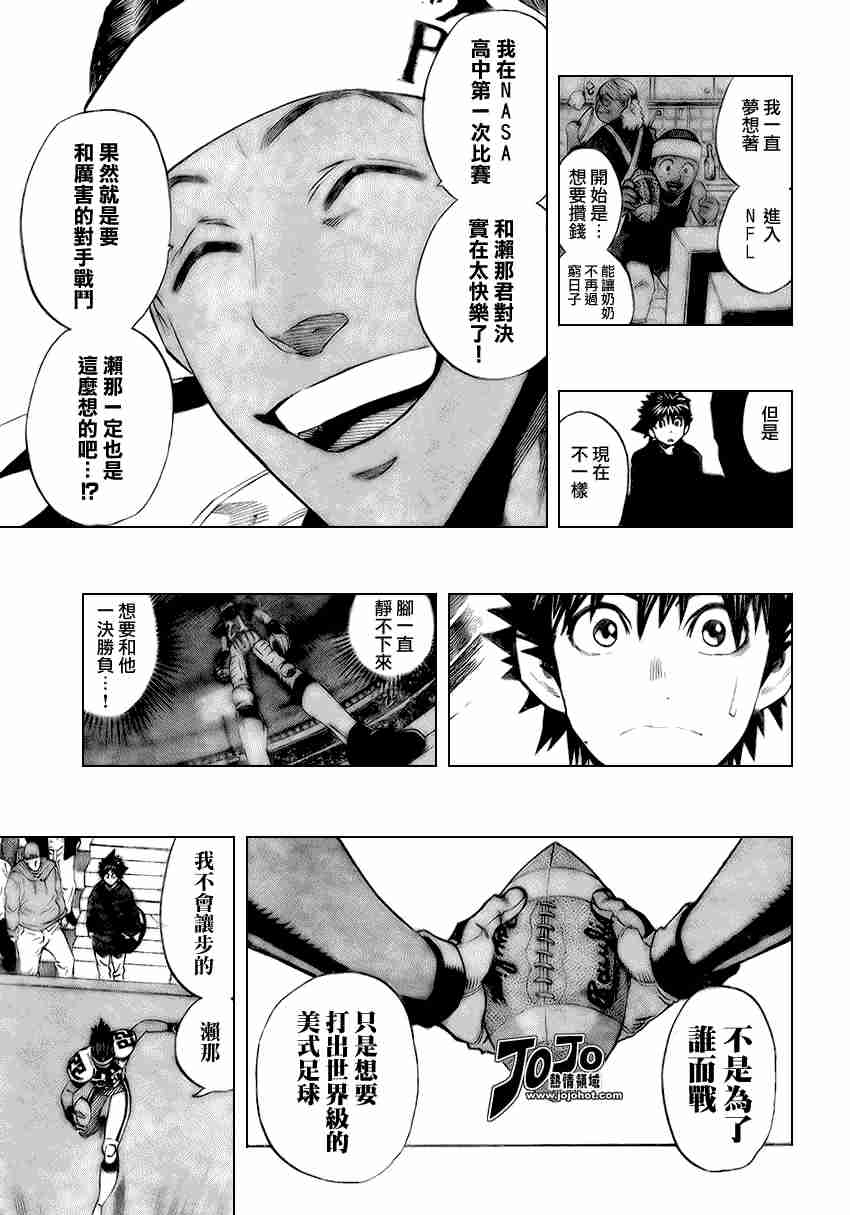 我一直
夢想著
進入
NFL
開始是…
想要攢錢
能讓奶奶
不再過
窮日子
我在NASA
高中第一次比賽
和瀨那君對決
實在太快樂了!
果然就是要
和厲害的對手戰鬥
瀨那一定也是
這麼想的吧…!?
P
但是
現在
不一樣
腳一直
靜不下來
想要和他
一決勝負…!
不是為了
誰而戰
只是想要
打出世界級的
美式足球
JOJO
熱情領域
www.jojohot.com
我不會讓步的
瀨那